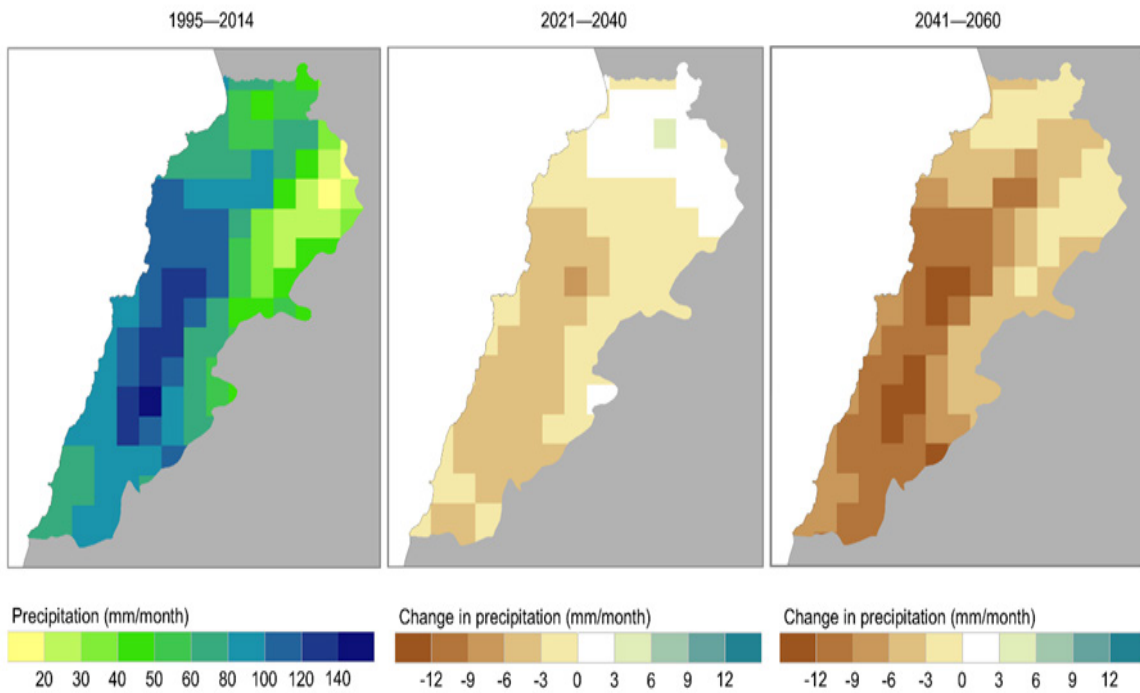 1995—2014
2021—2040
2041—2060
Precipitation (mm/month)
20 30 40 50 60 80 100 120 140
Change in precipitation (mm/month)
-12 -9 -6 -3 0 3 6 9 12
Change in precipitation (mm/month)
-12 -9 -6 -3 0 3 6 9 12